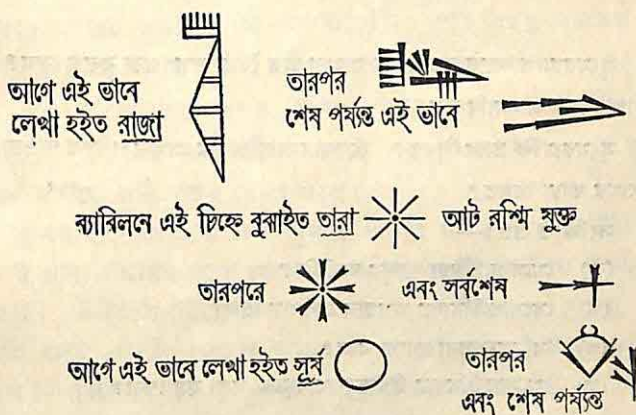 আগে এই ভাবে
লেখা হইত রাজা
তারপর
শেষ পর্যন্ত এই ভাবে
ব্যাবিলনে এই চিহ্নে বুঝাইত তারা
আট রশ্মি যুক্ত
তারপরে
এবং সর্বশেষ
আগে এই ভাবে লেখা হইত সূর্য
তারপর
এবং শেষ পর্য্যন্ত